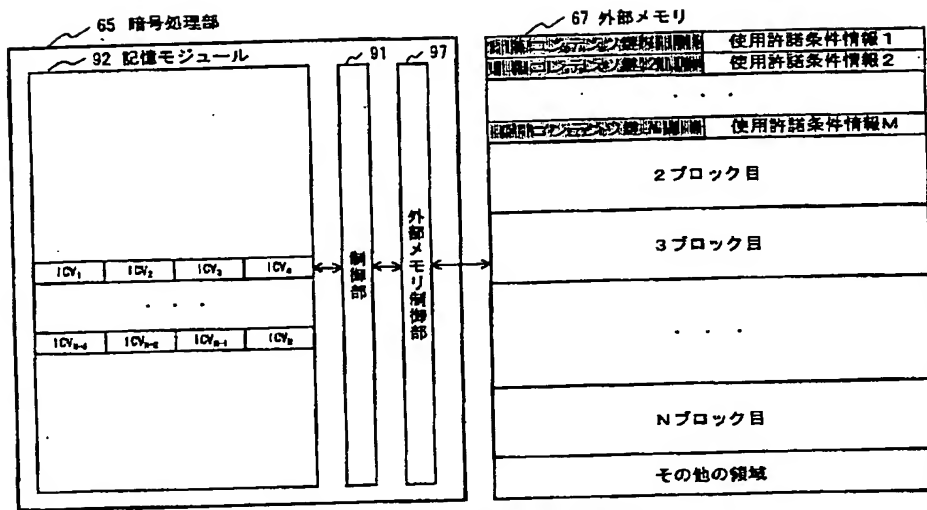 65 暗号処理部
92 記憶モジュール
91
97
ICV₁ ICV₂ ICV₃ ICV₄
・ ・ ・
ICVₙ₋₂ ICVₙ₋₁ ICVₙ
制御部
外部メモリ制御部
67 外部メモリ
使用許諾条件情報1
使用許諾条件情報2
・ ・ ・
使用許諾条件情報M
2ブロック目
3ブロック目
・ ・ ・
Nブロック目
その他の領域